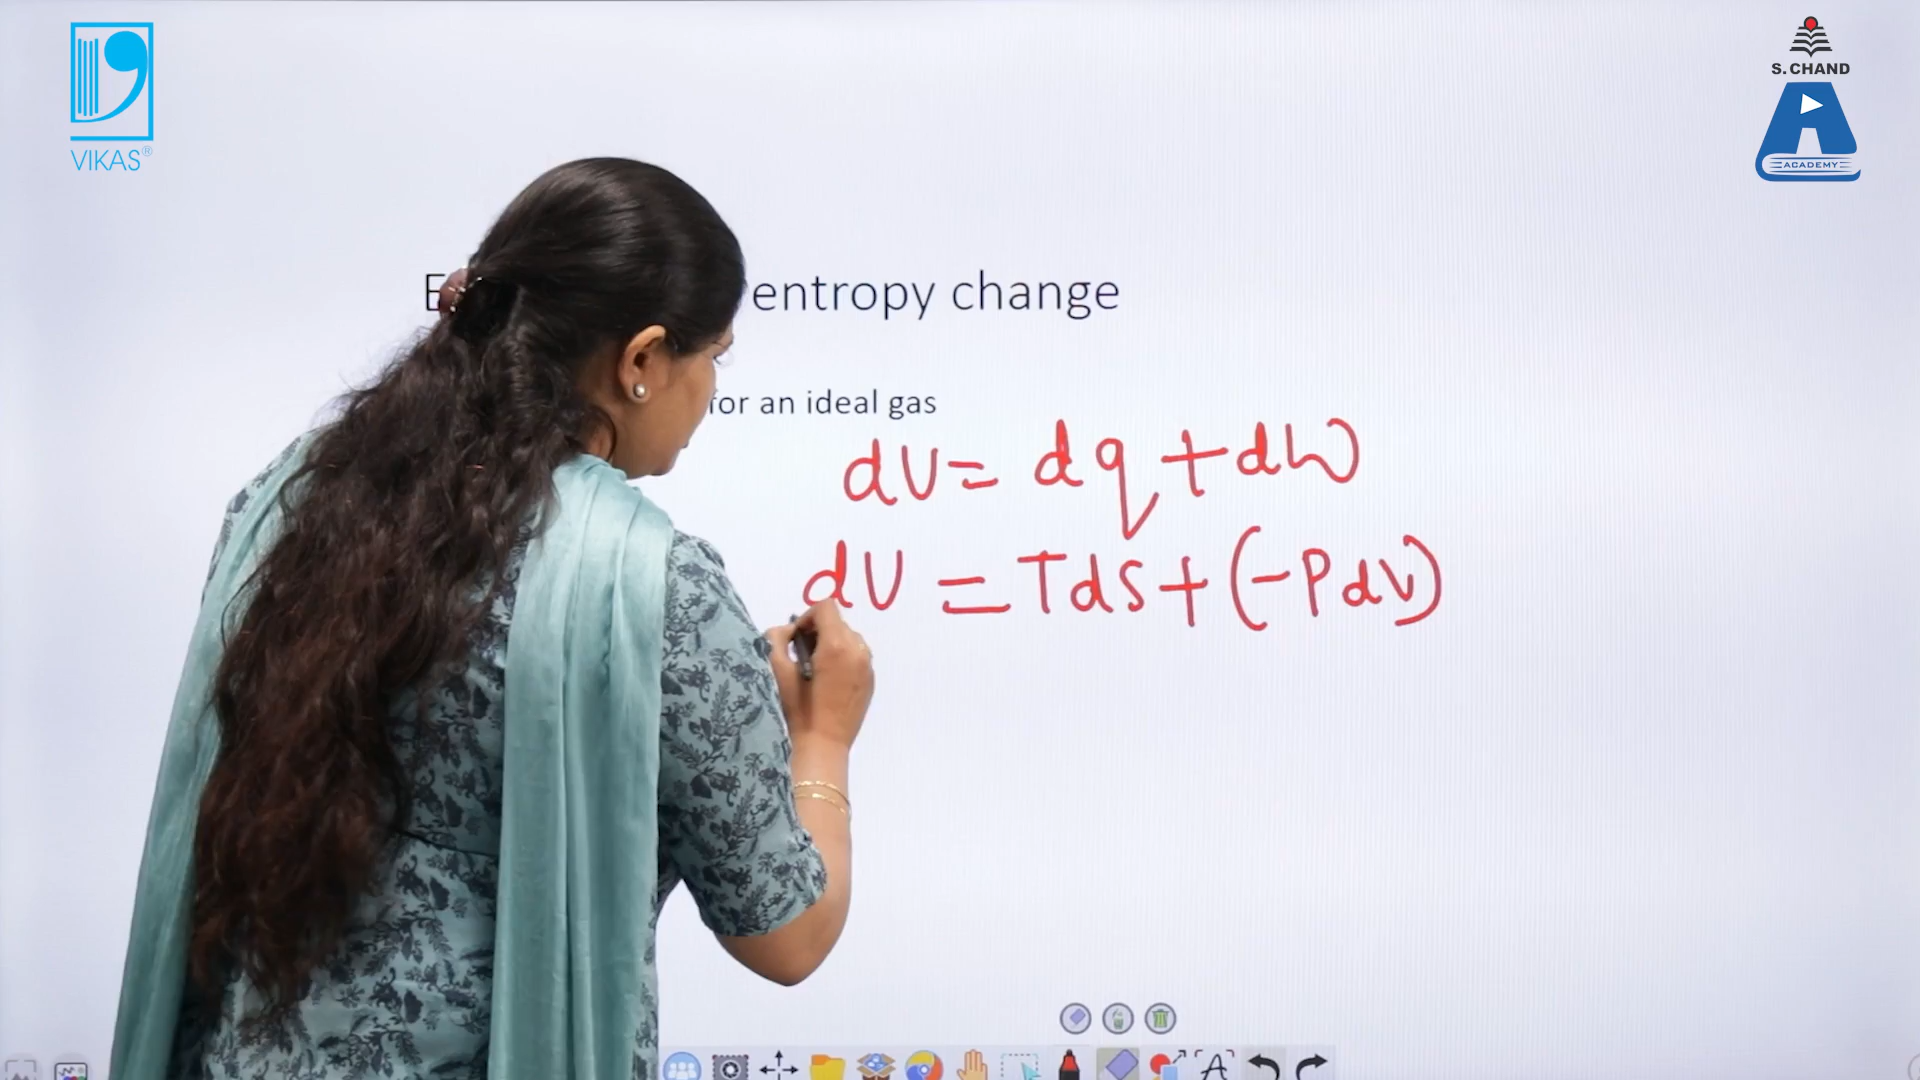 VIKAS®
S. CHAND
ACADEMY
entropy change
for an ideal gas
dU = dq + dW
dU = TdS + (-PdV)